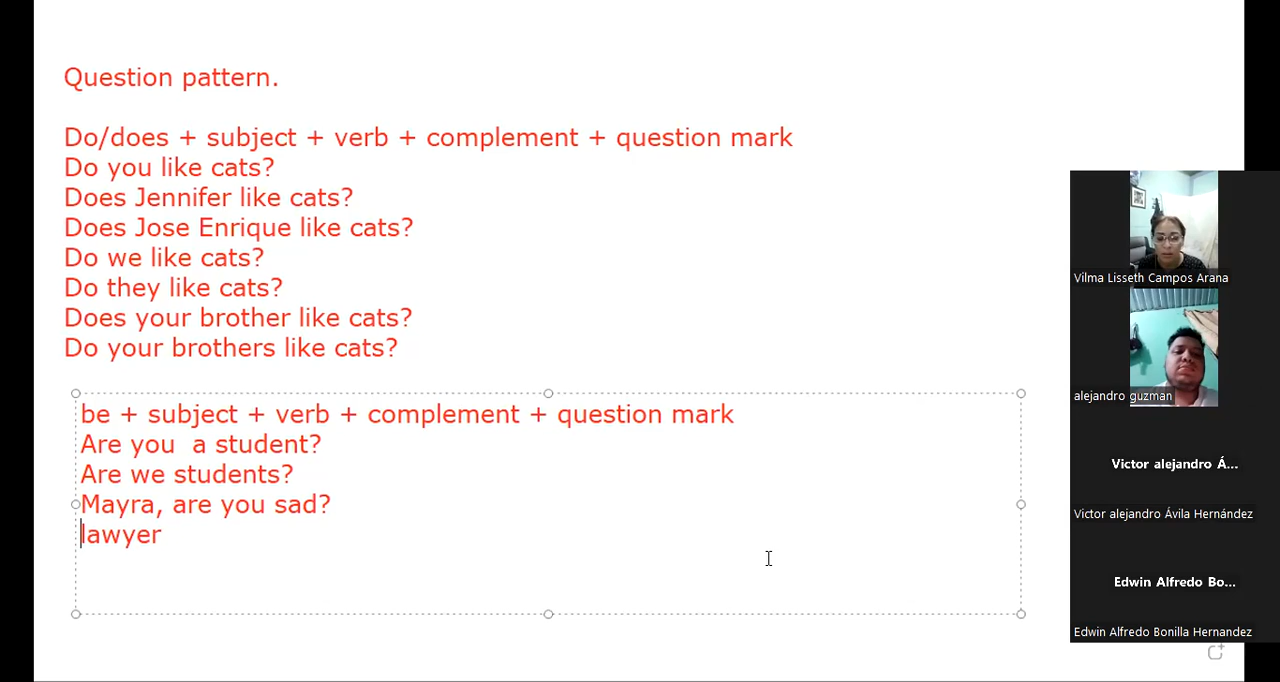 Question pattern.
Do/does + subject + verb + complement + question mark
Do you like cats?
Does Jennifer like cats?
Does Jose Enrique like cats?
Do we like cats?
Do they like cats?
Does your brother like cats?
Do your brothers like cats?
be + subject + verb + complement + question mark
Are you  a student?
Are we students?
Mayra, are you sad?
lawyer
Vilma Lisseth Campos Arana
alejandro guzman
Victor alejandro Á...
Victor alejandro Ávila Hernández
Edwin Alfredo Bo...
Edwin Alfredo Bonilla Hernandez